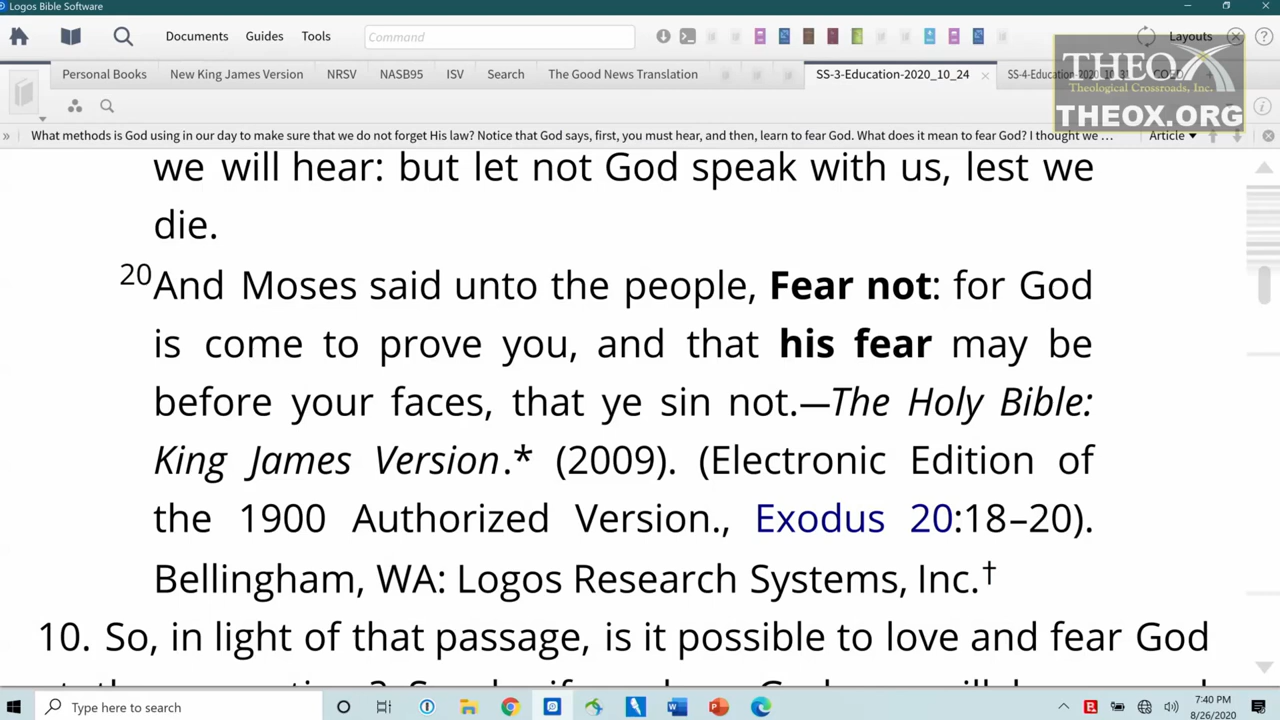 Logos Bible Software
Documents Guides Tools Command Layouts
Personal Books New King James Version NRSV NASB95 ISV Search The Good News Translation SS-3-Education-2020_10_24 SS-4-Education-2020_10_31
THEOX
Theological Crossroads, Inc.
THEOX.ORG
What methods is God using in our day to make sure that we do not forget His law? Notice that God says, first, you must hear, and then, learn to fear God. What does it mean to fear God? I thought we ... Article
we will hear: but let not God speak with us, lest we
die.
20 And Moses said unto the people, Fear not: for God
is come to prove you, and that his fear may be
before your faces, that ye sin not.—The Holy Bible:
King James Version.* (2009). (Electronic Edition of
the 1900 Authorized Version., Exodus 20:18–20).
Bellingham, WA: Logos Research Systems, Inc.†
10. So, in light of that passage, is it possible to love and fear God
Type here to search
7:40 PM
8/26/2020